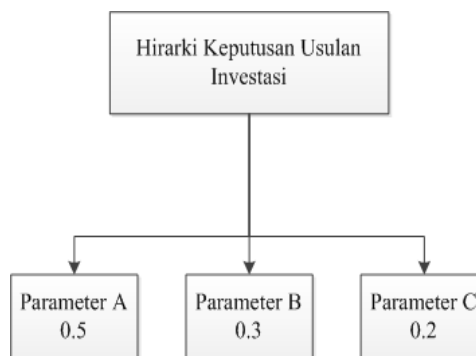 Hirarki Keputusan Usulan
Investasi
Parameter A
0.5
Parameter B
0.3
Parameter C
0.2